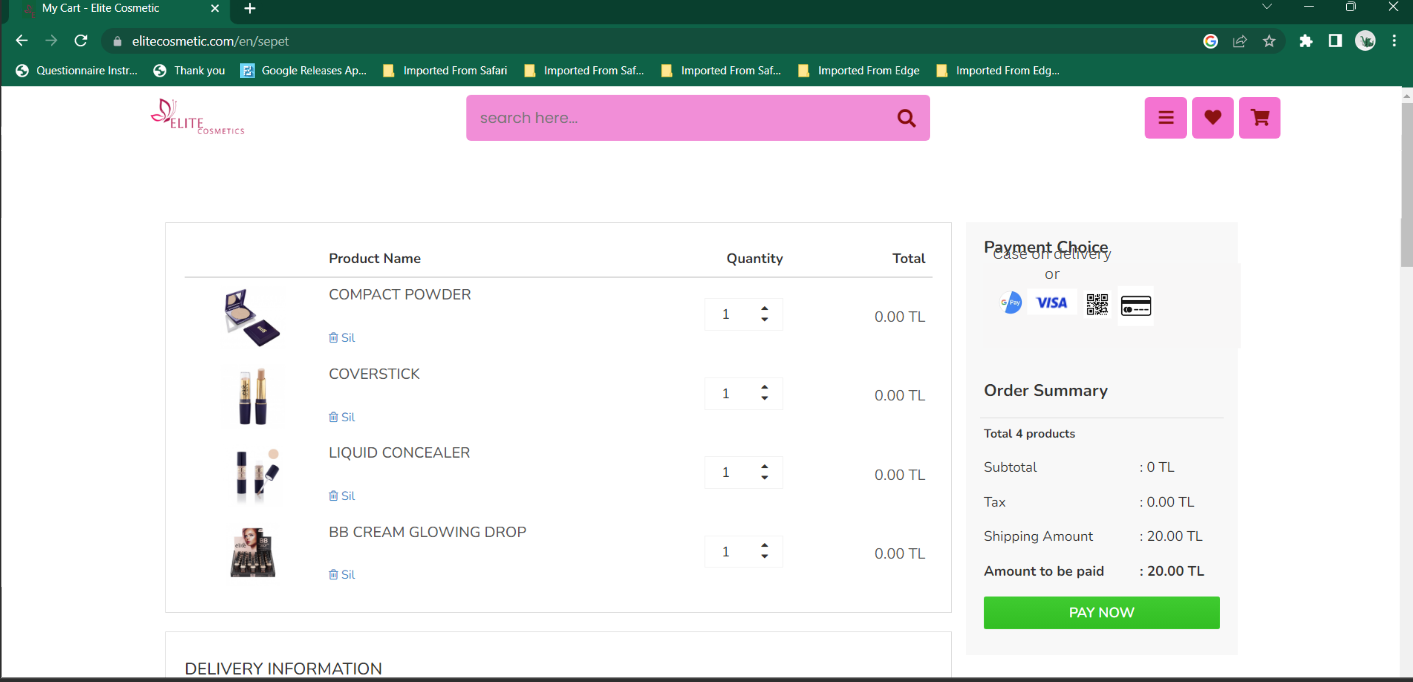 My Cart - Elite Cosmetic
elitecosmetic.com/en/sepet
Questionnaire Instr...
Thank you
Google Releases Ap...
Imported From Safari
Imported From Saf...
Imported From Saf...
Imported From Edge
Imported From Edg...
ELITE
COSMETICS
search here...
Product Name Quantity Total
COMPACT POWDER
1 0.00 TL
Sil
COVERSTICK
1 0.00 TL
Sil
LIQUID CONCEALER
1 0.00 TL
Sil
BB CREAM GLOWING DROP
1 0.00 TL
Sil
DELIVERY INFORMATION
Payment Choice
Case on delivery
or
G Pay VISA
Order Summary
Total 4 products
Subtotal : 0 TL
Tax : 0.00 TL
Shipping Amount : 20.00 TL
Amount to be paid : 20.00 TL
PAY NOW